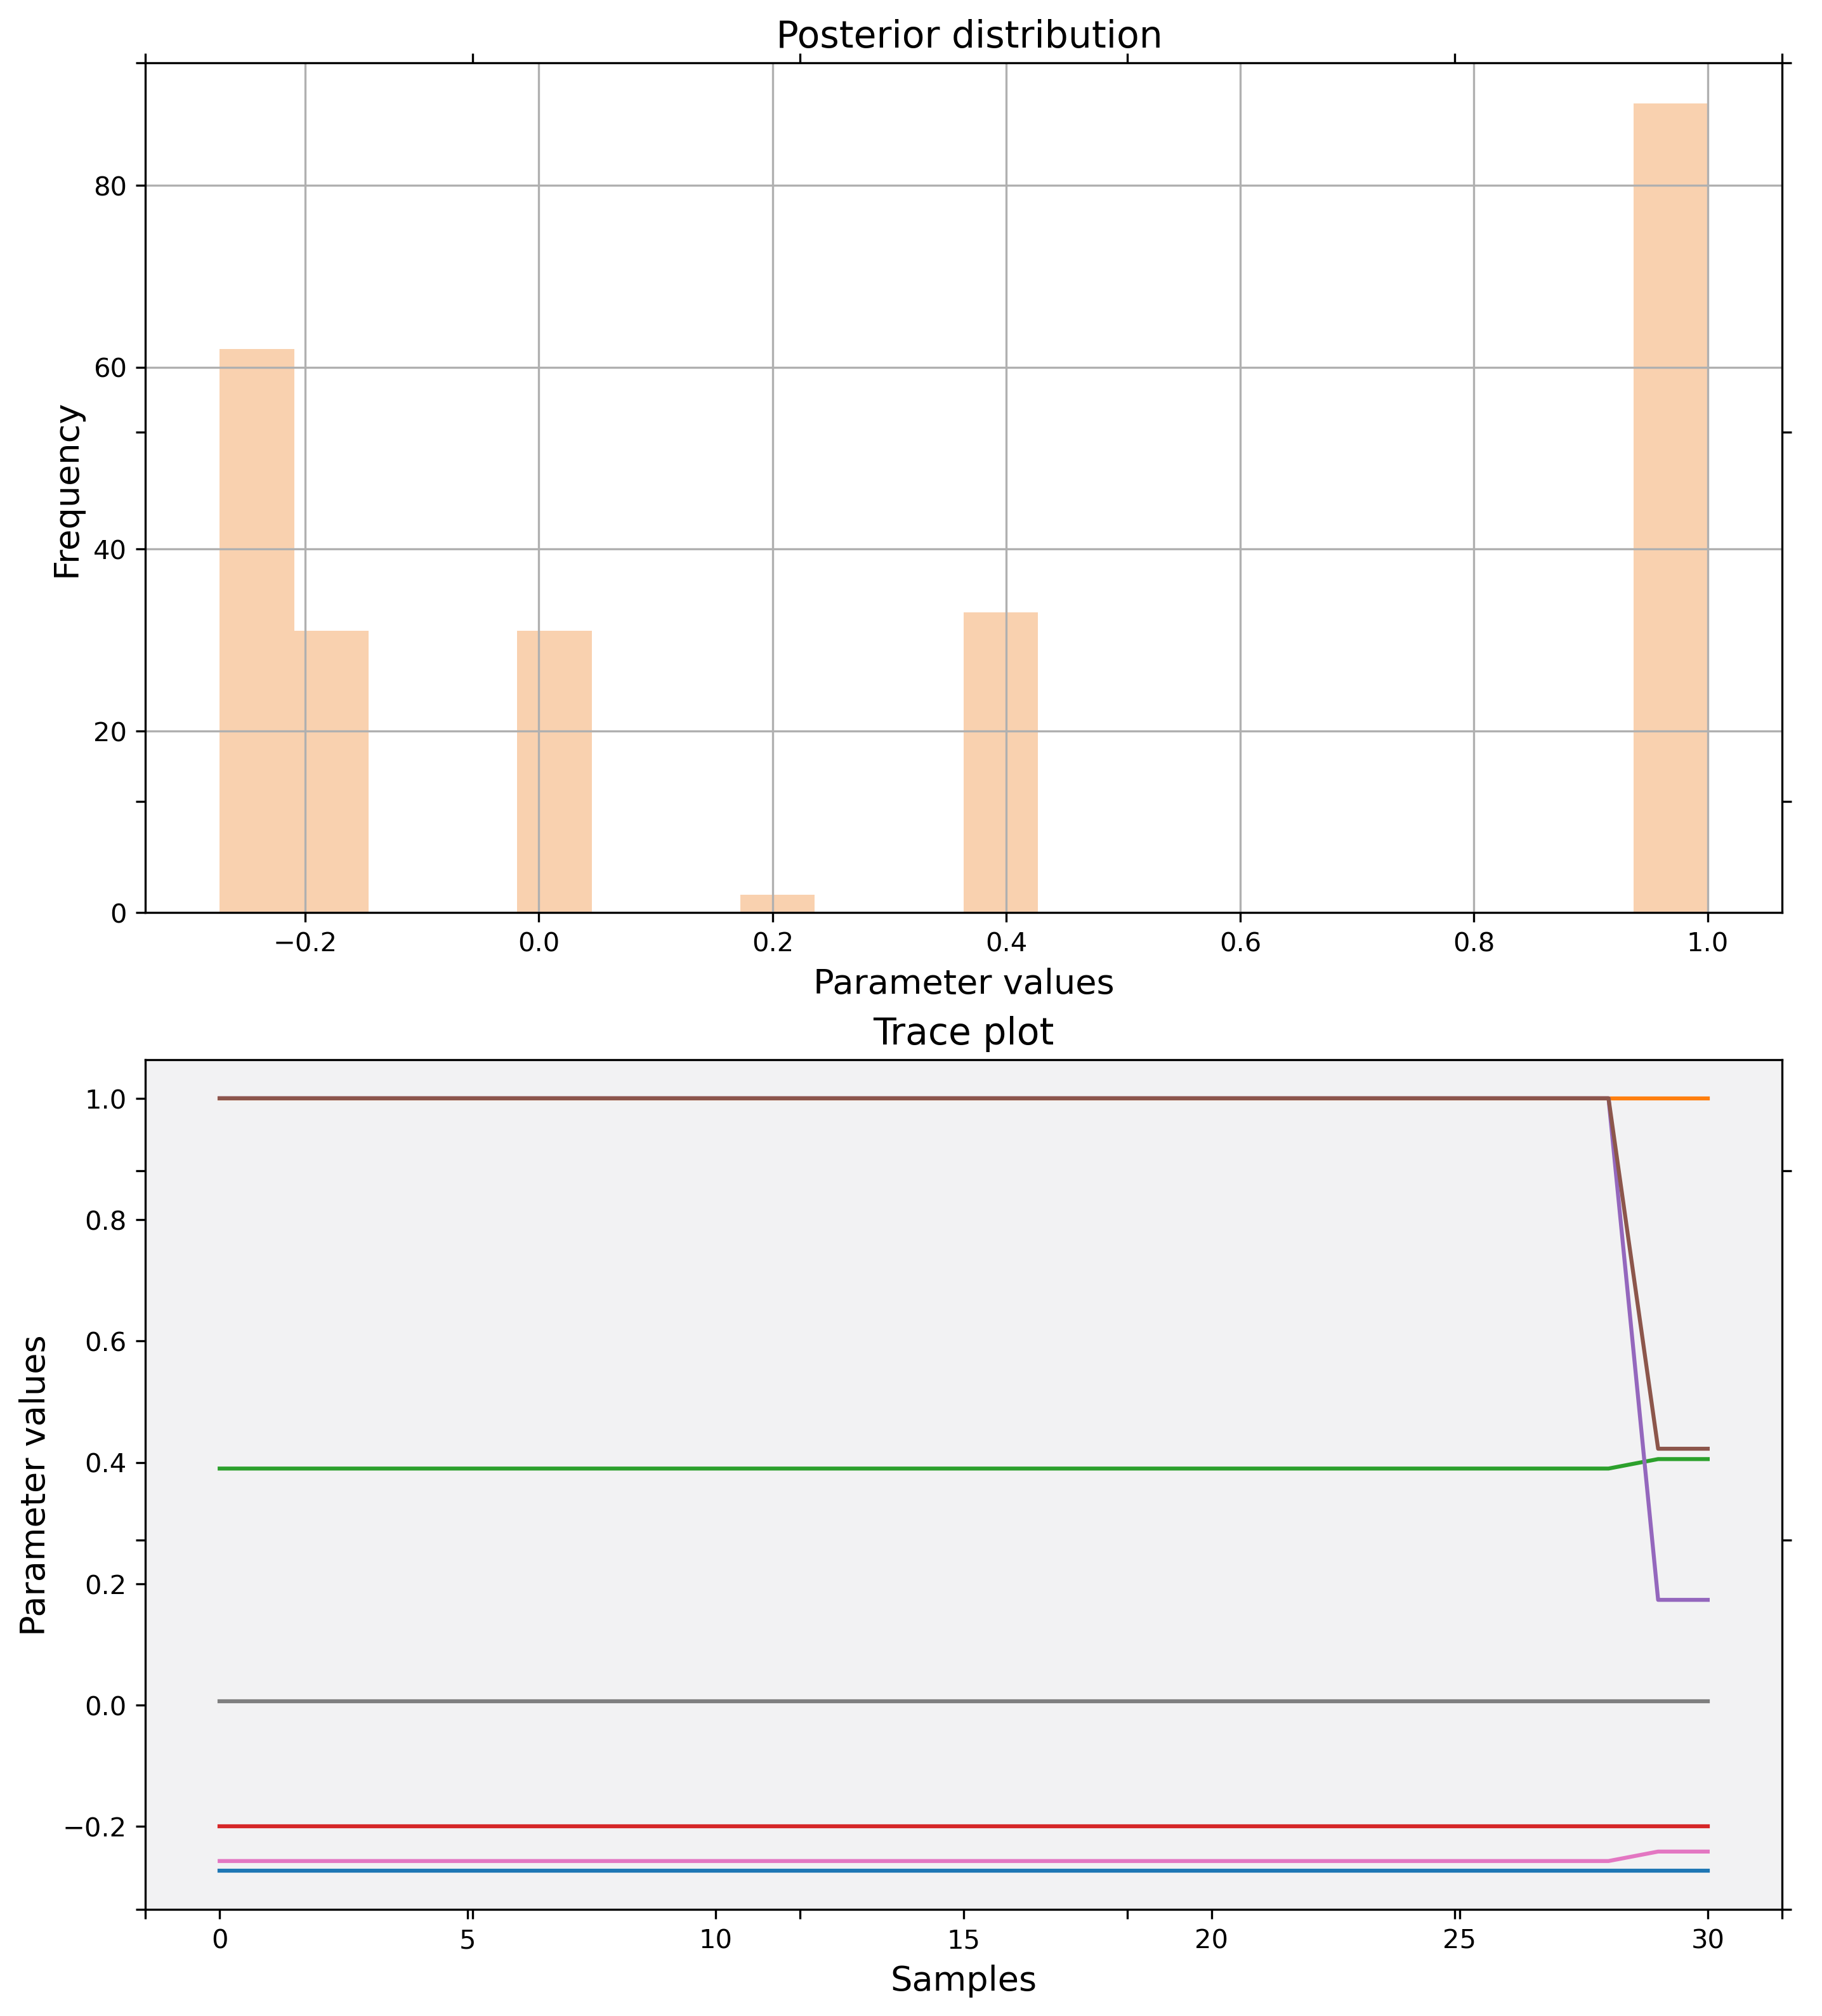 Posterior distribution
Frequency
80
60
40
20
0
−0.2 0.0 0.2 0.4 0.6 0.8 1.0
Parameter values
Trace plot
Parameter values
1.0
0.8
0.6
0.4
0.2
0.0
−0.2
0 5 10 15 20 25 30
Samples